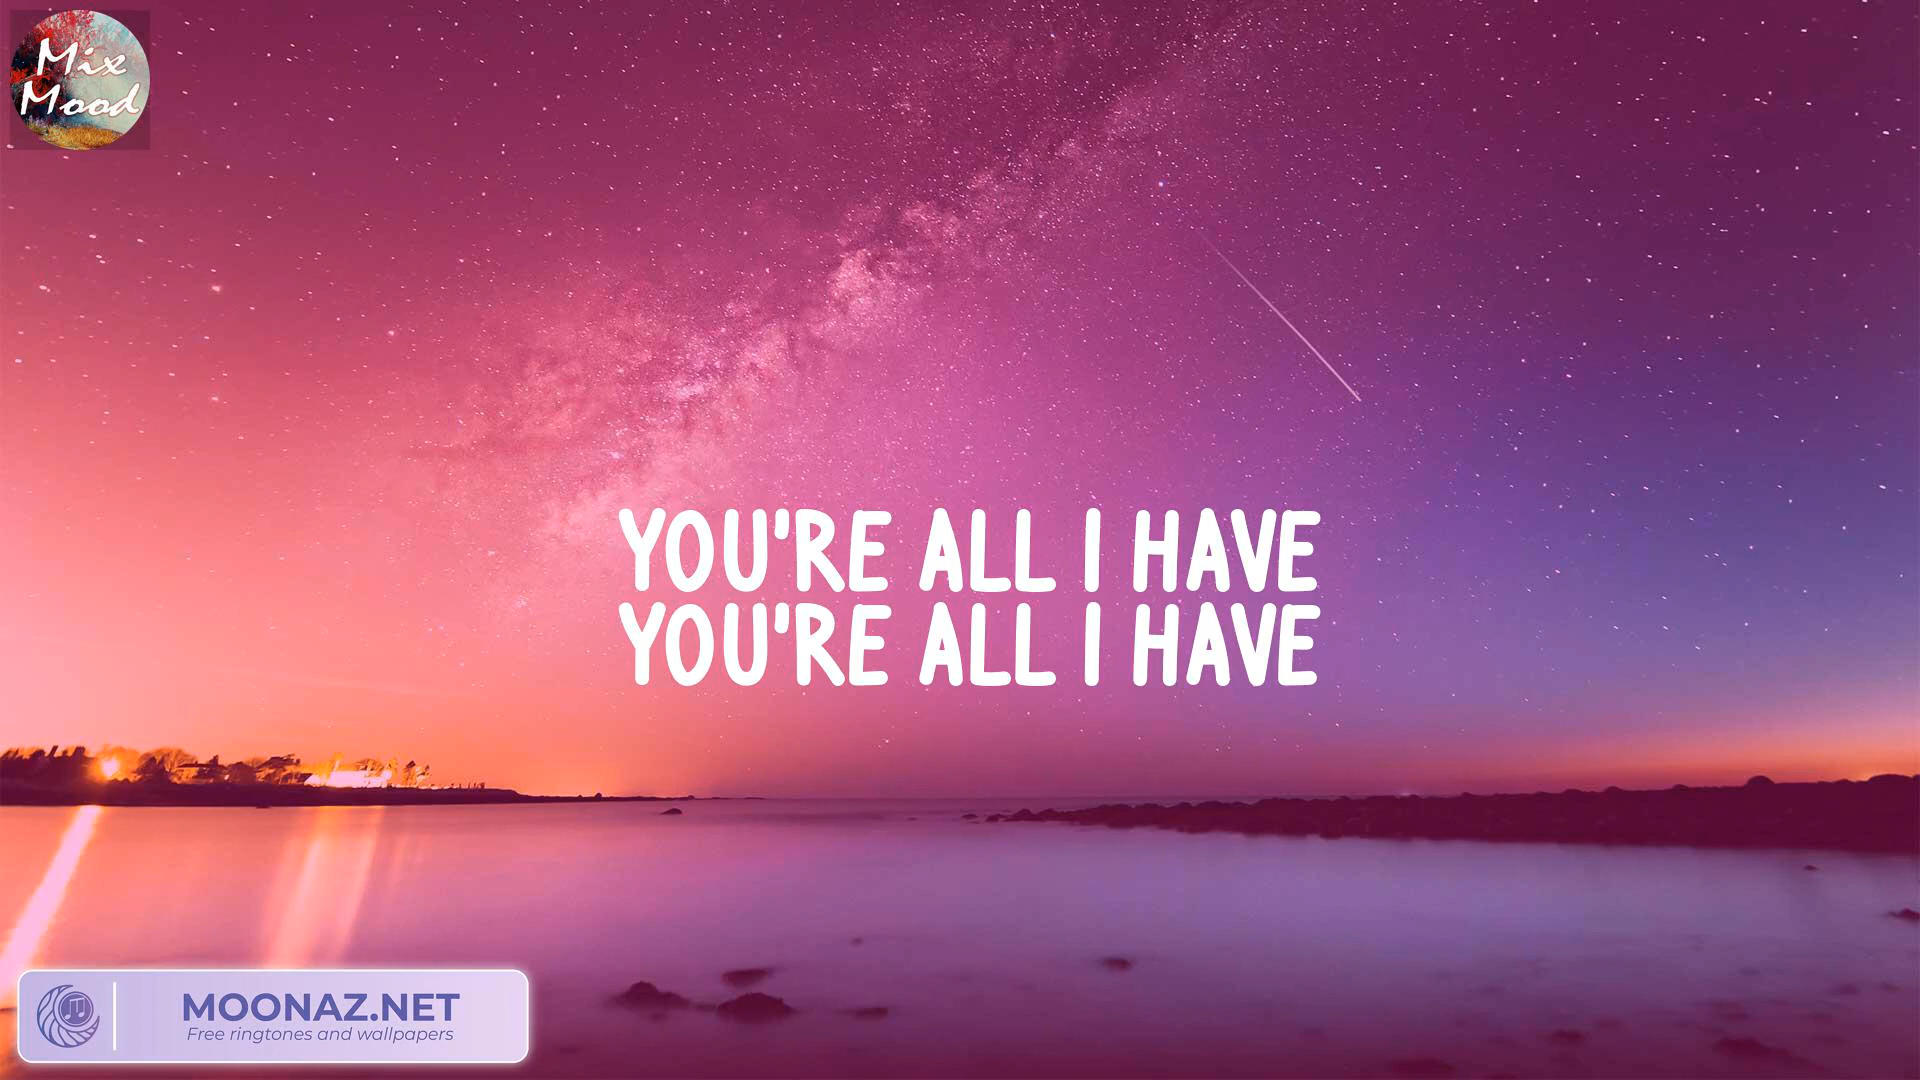 Mix
Mood
YOU'RE ALL I HAVE
YOU'RE ALL I HAVE
MOONAZ.NET
Free ringtones and wallpapers